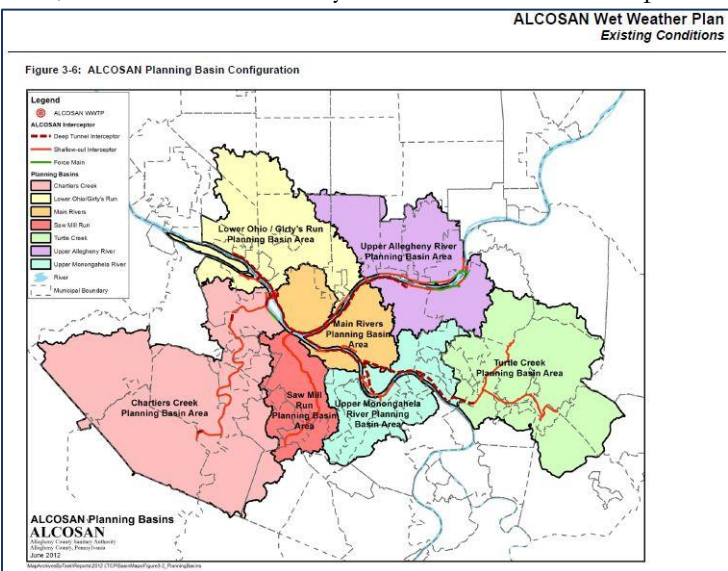 ALCOSAN Wet Weather Plan
Existing Conditions
Figure 3-6: ALCOSAN Planning Basin Configuration
Legend
ALCOSAN WWTP
ALCOSAN Interceptor
Deep Tunnel Interceptor
Shallow-cut Interceptor
Force Main
Planning Basins
Chartiers Creek
Lower Ohio/Girty's Run
Main Rivers
Saw Mill Run
Turtle Creek
Upper Allegheny River
Upper Monongahela River
River
Municipal Boundary
Lower Ohio / Girty's Run
Planning Basin Area
Upper Allegheny River
Planning Basin Area
Main Rivers
Planning Basin
Area
Turtle Creek
Planning Basin Area
Chartiers Creek
Planning Basin Area
Saw Mill
Run
Planning Basin
Area
Upper Monongahela
River Planning
Basin Area
ALCOSAN Planning Basins
ALCOSAN
Allegheny County Sanitary Authority
Allegheny County, Pennsylvania
June 2012